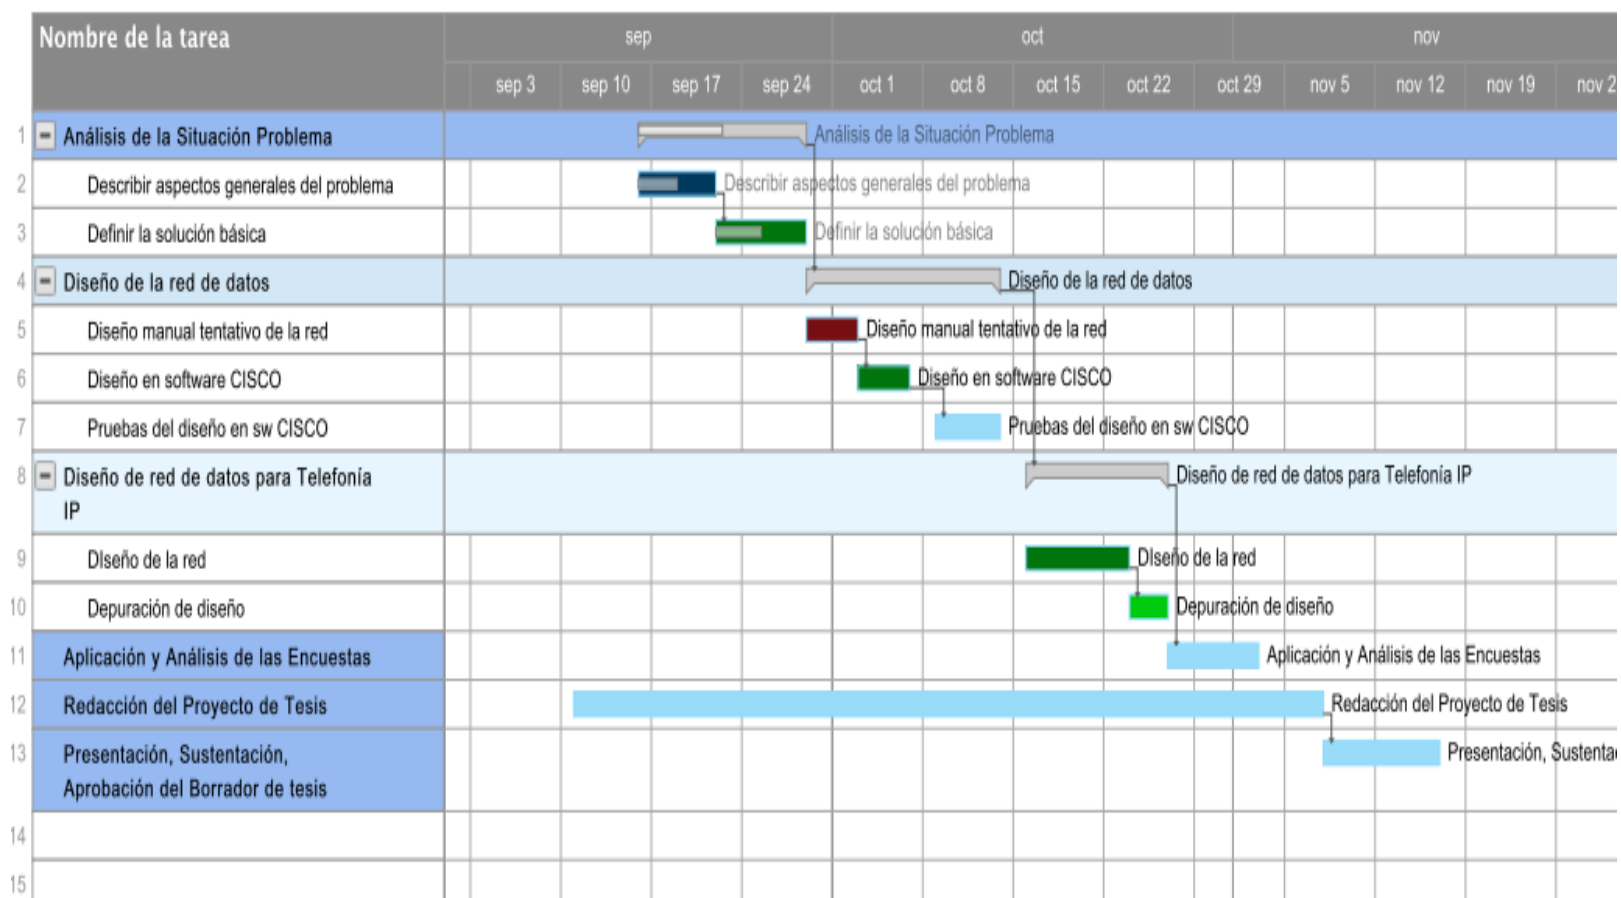 Nombre de la tarea
sep oct nov
sep 3 sep 10 sep 17 sep 24 oct 1 oct 8 oct 15 oct 22 oct 29 nov 5 nov 12 nov 19 nov 2
1 Análisis de la Situación Problema Análisis de la Situación Problema
2 Describir aspectos generales del problema Describir aspectos generales del problema
3 Definir la solución básica Definir la solución básica
4 Diseño de la red de datos Diseño de la red de datos
5 Diseño manual tentativo de la red Diseño manual tentativo de la red
6 Diseño en software CISCO Diseño en software CISCO
7 Pruebas del diseño en sw CISCO Pruebas del diseño en sw CISCO
8 Diseño de red de datos para Telefonía Diseño de red de datos para Telefonía IP
IP
9 DIseño de la red DIseño de la red
10 Depuración de diseño Depuración de diseño
11 Aplicación y Análisis de las Encuestas Aplicación y Análisis de las Encuestas
12 Redacción del Proyecto de Tesis Redacción del Proyecto de Tesis
13 Presentación, Sustentación, Presentación, Sustenta
Aprobación del Borrador de tesis
14
15